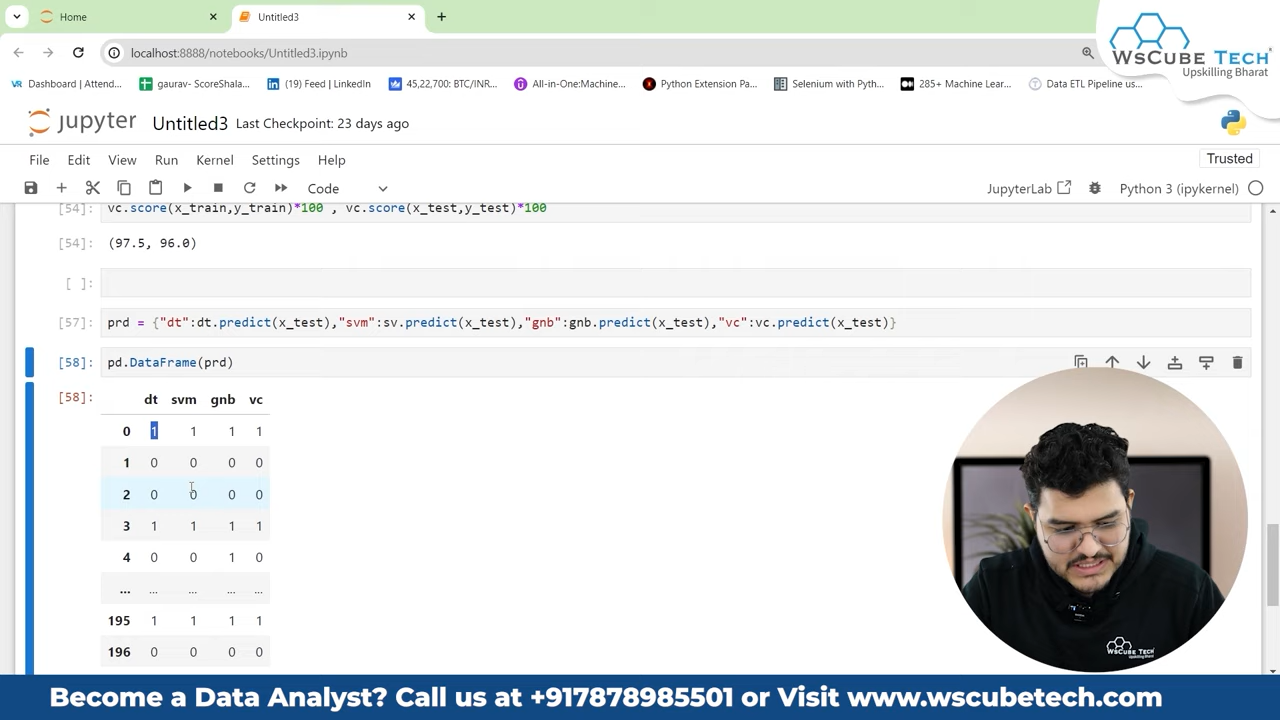 Home
Untitled3
localhost:8888/notebooks/Untitled3.ipynb
WsCUBE TECH
Upskilling Bharat
Dashboard | Attend...
gaurav- ScoreShala...
(19) Feed | LinkedIn
45,22,700: BTC/INR...
All-in-One:Machine...
Python Extension Pa...
Selenium with Pyth...
285+ Machine Lear...
Data ETL Pipeline us...
jupyter Untitled3 Last Checkpoint: 23 days ago
File Edit View Run Kernel Settings Help
Trusted
Code
JupyterLab
Python 3 (ipykernel)
[54]: vc.score(x_train,y_train)*100 , vc.score(x_test,y_test)*100
[54]: (97.5, 96.0)
[ ]:
[57]: prd = {"dt":dt.predict(x_test),"svm":sv.predict(x_test),"gnb":gnb.predict(x_test),"vc":vc.predict(x_test)}
[58]: pd.DataFrame(prd)
[58]: dt svm gnb vc
0 1 1 1 1
1 0 0 0 0
2 0 0 0 0
3 1 1 1 1
4 0 0 1 0
... ... ... ... ...
195 1 1 1 1
196 0 0 0 0
WsCUBE TECH
Upskilling Bharat
Become a Data Analyst? Call us at +917878985501 or Visit www.wscubetech.com